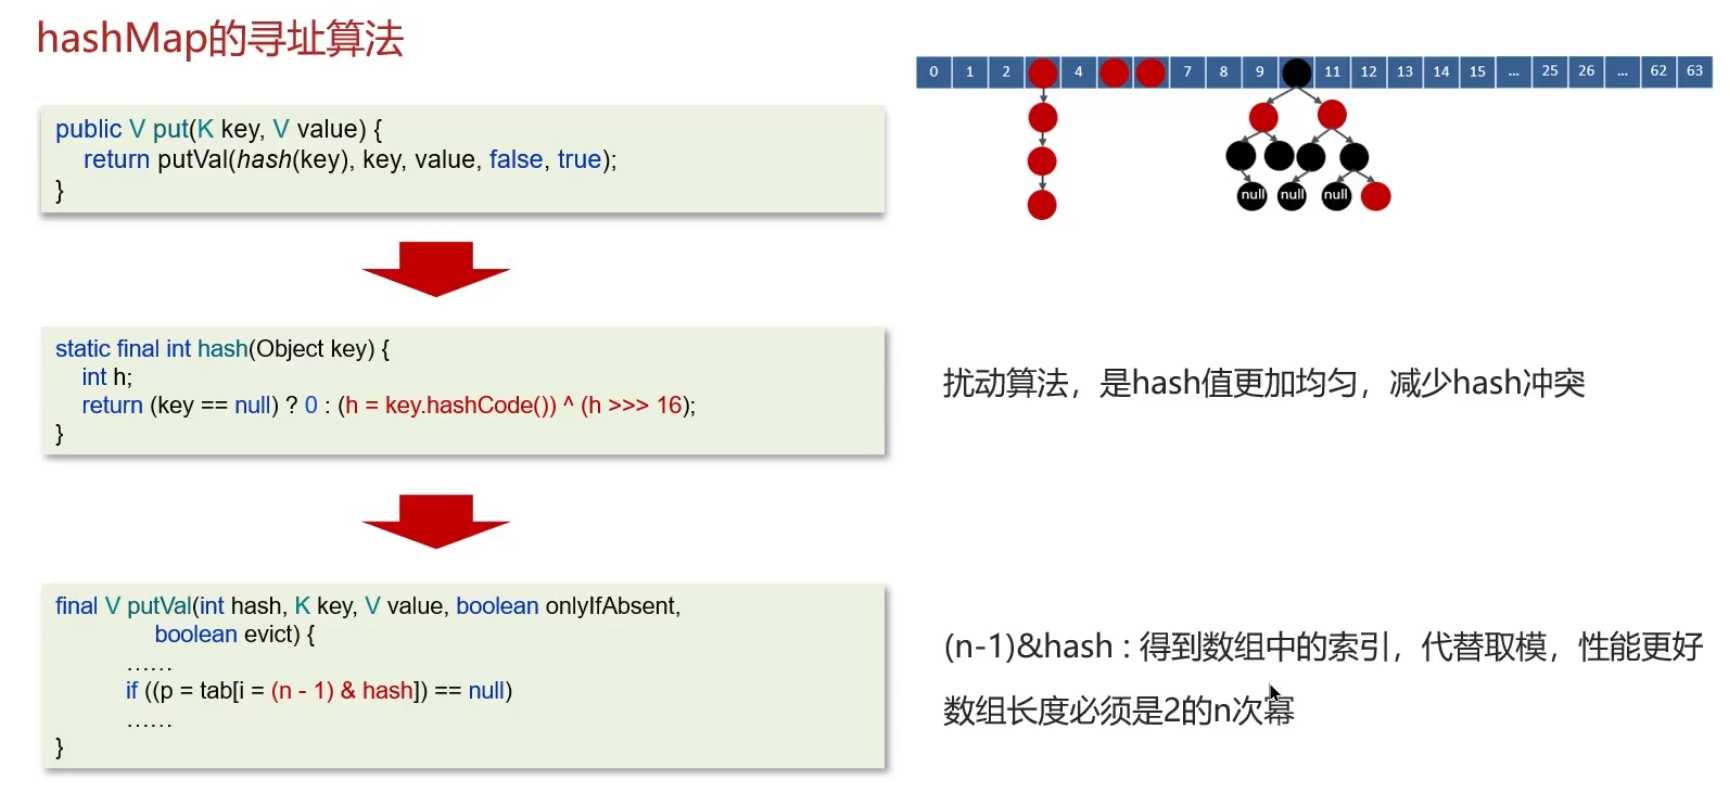 hashMap的寻址算法
0 1 2 4 7 8 9 11 12 13 14 15 ... 25 26 ... 62 63
null null null
public V put(K key, V value) {
return putVal(hash(key), key, value, false, true);
}
static final int hash(Object key) {
int h;
return (key == null) ? 0 : (h = key.hashCode()) ^ (h >>> 16);
}
扰动算法，是hash值更加均匀，减少hash冲突
final V putVal(int hash, K key, V value, boolean onlyIfAbsent,
boolean evict) {
……
if ((p = tab[i = (n - 1) & hash]) == null)
……
}
(n-1)&hash : 得到数组中的索引，代替取模，性能更好
数组长度必须是2的n次幂